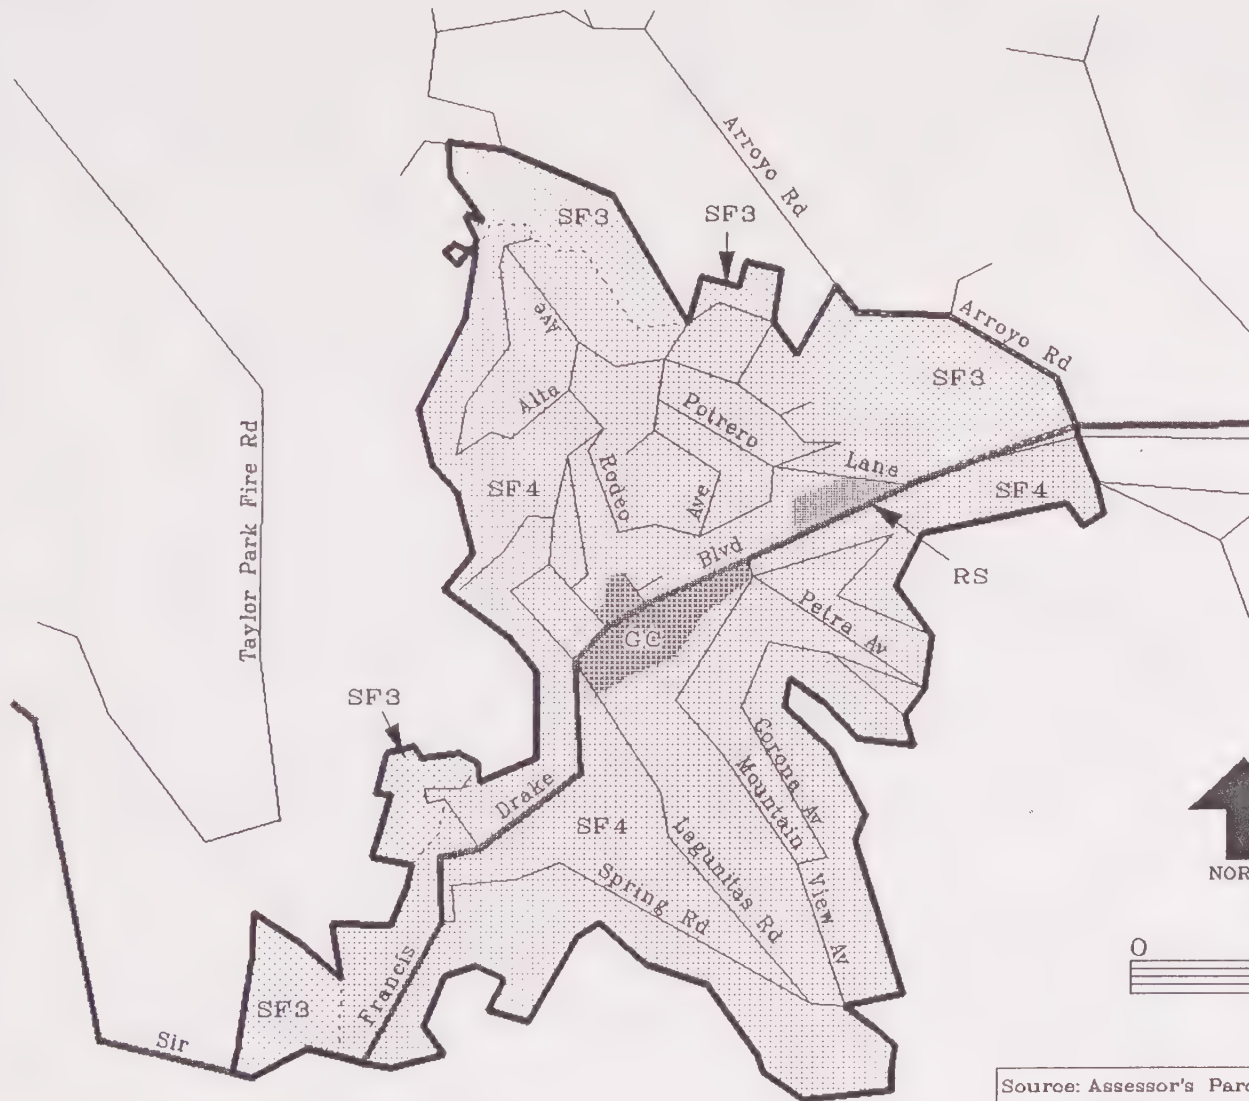 Arroyo Rd
SF3
SF3
Arroyo Rd
SF3
Ave
Alta
Potrero
Lane
Rodeo
Ave
SF4
SF4
Taylor Park Fire Rd
Blvd
RS
GC
Petra Av
SF3
Corona Av
Mountain View Av
Drake
SF4
Lagunitas Rd
Spring Rd
NOR
O
Francis
SF3
Sir
Source: Assessor's Parc